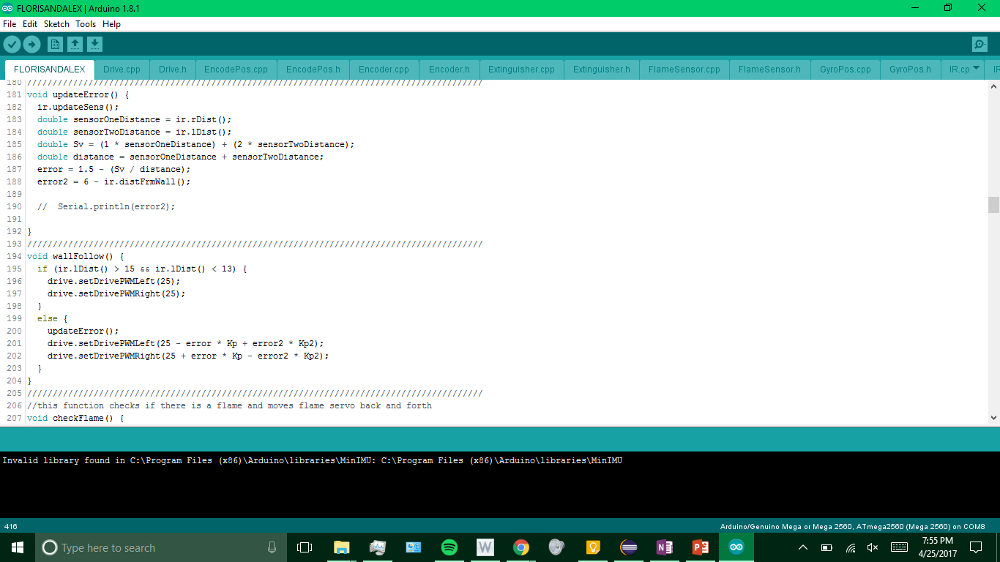 FLORISANDALEX | Arduino 1.8.1
File Edit Sketch Tools Help
FLORISANDALEX Drive.cpp Drive.h EncodePos.cpp EncodePos.h Encoder.cpp Encoder.h Extinguisher.cpp Extinguisher.h FlameSensor.cpp FlameSensor.h GyroPos.cpp GyroPos.h IR.cp IR
180 /////////////////////////////////////////////////////////////////////////////////////////
181 void updateError() {
182   ir.updateSens();
183   double sensorOneDistance = ir.rDist();
184   double sensorTwoDistance = ir.lDist();
185   double Sv = (1 * sensorOneDistance) + (2 * sensorTwoDistance);
186   double distance = sensorOneDistance + sensorTwoDistance;
187   error = 1.5 - (Sv / distance);
188   error2 = 6 - ir.distFrmWall();
189
190   //  Serial.println(error2);
191
192 }
193 /////////////////////////////////////////////////////////////////////////////////////////
194 void wallFollow() {
195   if (ir.lDist() > 15 && ir.lDist() < 13) {
196     drive.setDrivePWMLeft(25);
197     drive.setDrivePWMRight(25);
198   }
199   else {
200     updateError();
201     drive.setDrivePWMLeft(25 - error * Kp + error2 * Kp2);
202     drive.setDrivePWMRight(25 + error * Kp - error2 * Kp2);
203   }
204 }
205 /////////////////////////////////////////////////////////////////////////////////////////
206 //this function checks if there is a flame and moves flame servo back and forth
207 void checkFlame() {
Invalid library found in C:\Program Files (x86)\Arduino\libraries\MinIMU: C:\Program Files (x86)\Arduino\libraries\MinIMU
416 Arduino/Genuino Mega or Mega 2560, ATmega2560 (Mega 2560) on COM8
Type here to search
W
N
P
7:55 PM
4/25/2017